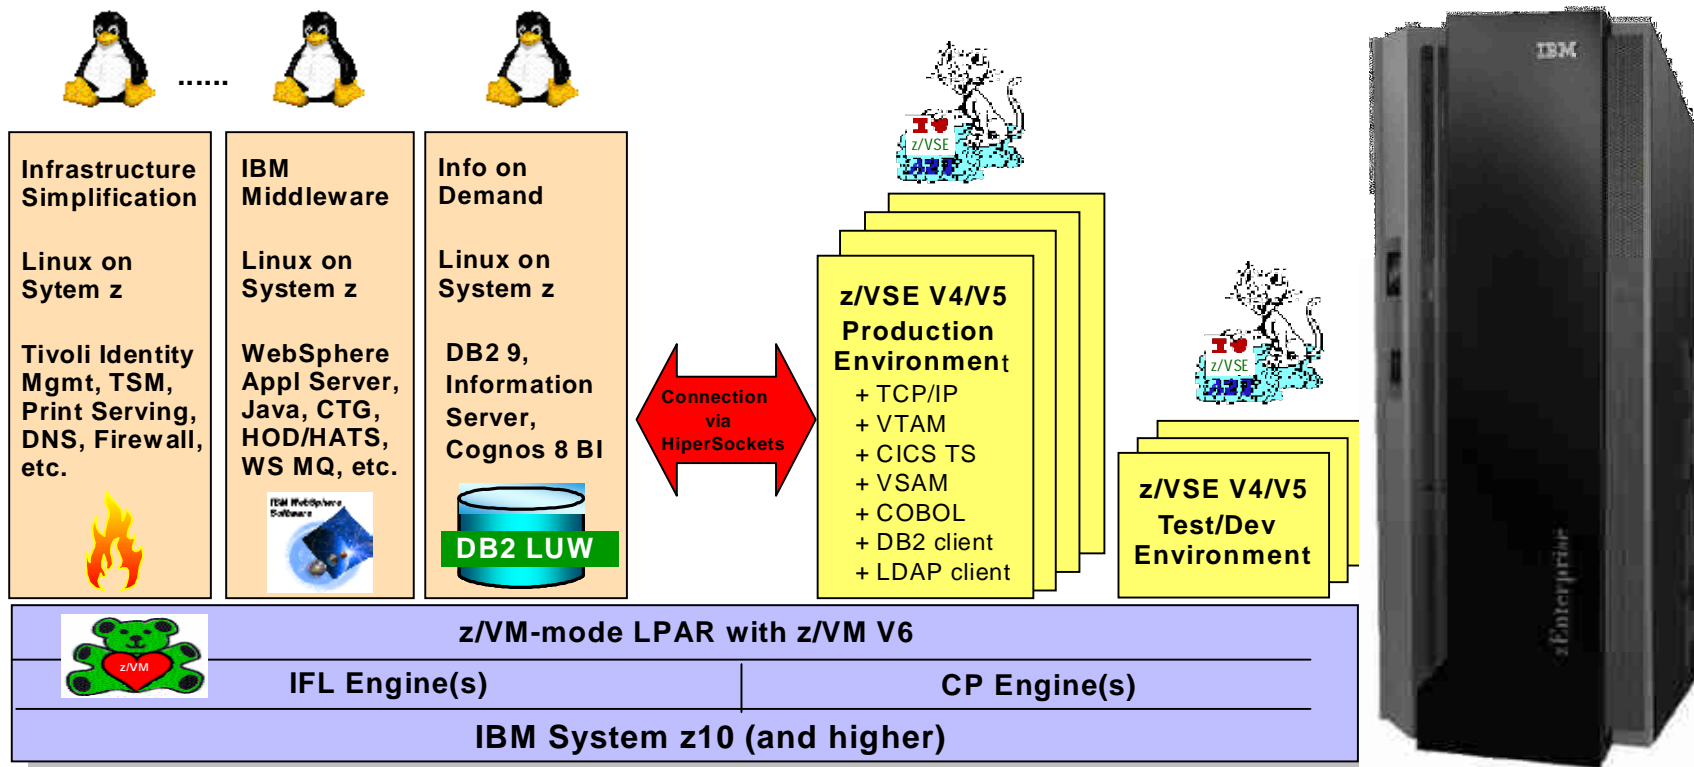 ......
Infrastructure
Simplification
Linux on
Sytem z
Tivoli Identity
Mgmt, TSM,
Print Serving,
DNS, Firewall,
etc.
IBM
Middleware
Linux on
System z
WebSphere
Appl Server,
Java, CTG,
HOD/HATS,
WS MQ, etc.
IBM WebSphere
Software
Info on
Demand
Linux on
System z
DB2 9,
Information
Server,
Cognos 8 BI
DB2 LUW
Connection
via
HiperSockets
I
z/VSE
z/VSE V4/V5
Production
Environment
+ TCP/IP
+ VTAM
+ CICS TS
+ VSAM
+ COBOL
+ DB2 client
+ LDAP client
I
z/VSE
z/VSE V4/V5
Test/Dev
Environment
z/VM
z/VM-mode LPAR with z/VM V6
IFL Engine(s)
CP Engine(s)
IBM System z10 (and higher)
IBM
zEnterprise